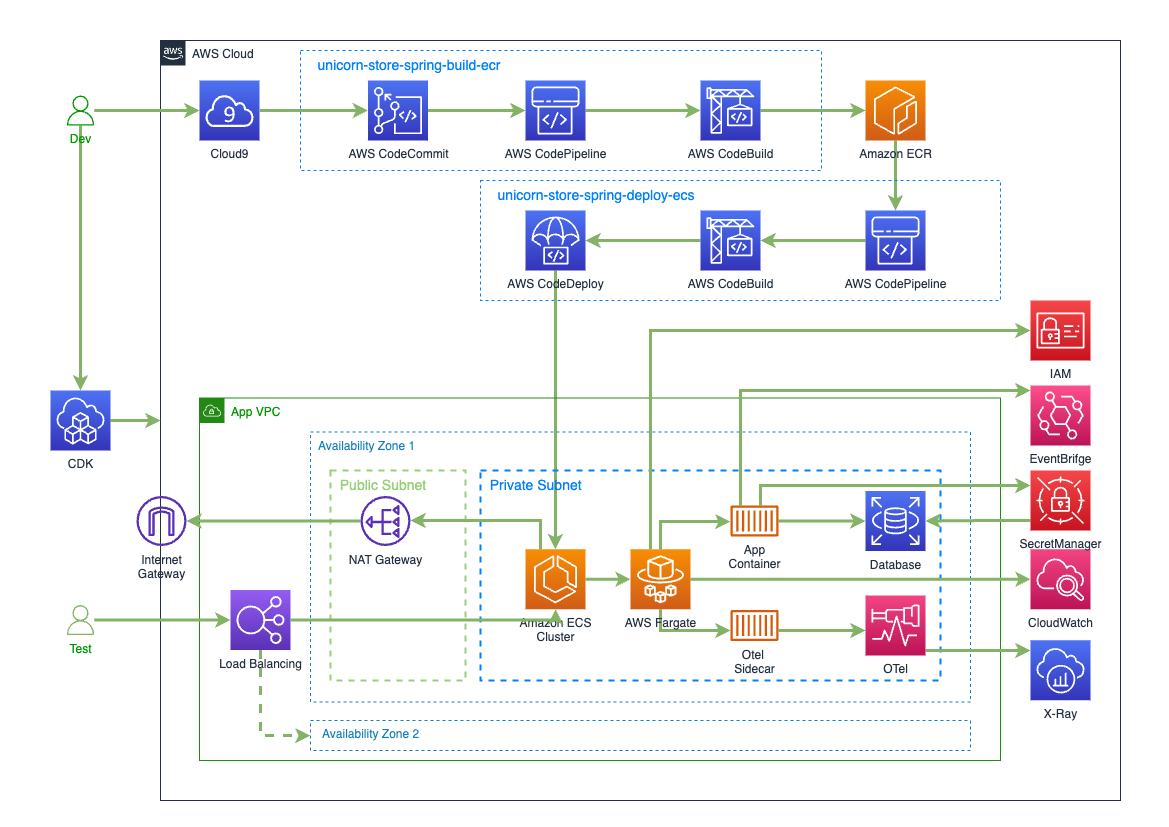 aws
AWS Cloud
unicorn-store-spring-build-ecr
Dev
9
Cloud9
AWS CodeCommit
AWS CodePipeline
AWS CodeBuild
Amazon ECR
unicorn-store-spring-deploy-ecs
AWS CodeDeploy
AWS CodeBuild
AWS CodePipeline
IAM
CDK
App VPC
EventBrifge
Availability Zone 1
Public Subnet
Private Subnet
SecretManager
Internet
Gateway
NAT Gateway
App
Container
Database
Amazon ECS
Cluster
AWS Fargate
CloudWatch
Test
Load Balancing
Otel
Sidecar
OTel
X-Ray
Availability Zone 2